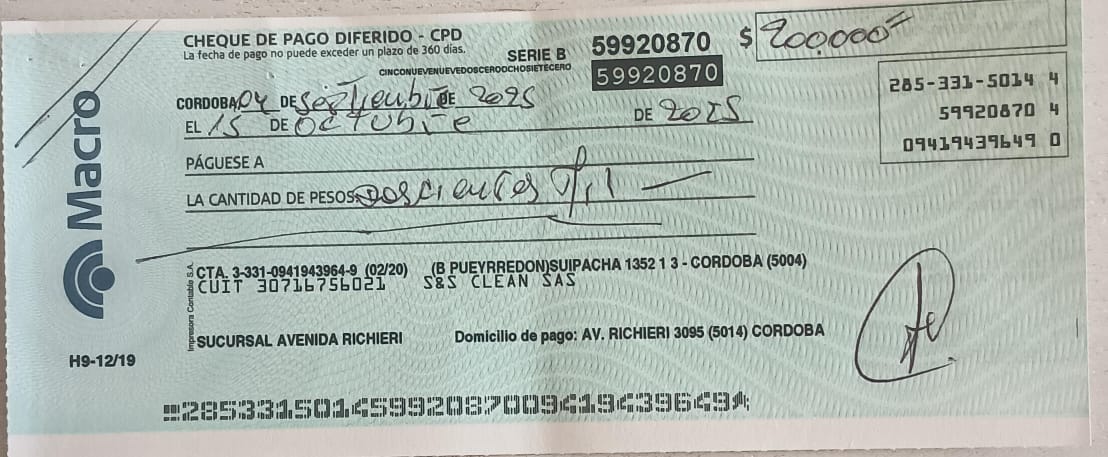 CHEQUE DE PAGO DIFERIDO - CPD
La fecha de pago no puede exceder un plazo de 360 días.
SERIE B 59920870 $ 200.000=
CINCONUEVENUEVEDOSCEROOCHOSIETECERO 59920870
285-331-5014 4
59920870 4
09419439649 0
CORDOBA, 04 DE Septiembre DE 2025
EL 15 DE OCTUBre DE 2025
PÁGUESE A
LA CANTIDAD DE PESOS Doscientos Mil
CTA. 3-331-0941943964-9 (02/20) (B PUEYRREDON)SUIPACHA 1352 1 3 - CORDOBA (5004)
CUIT 30716756021 S&S CLEAN SAS
SUCURSAL AVENIDA RICHIERI Domicilio de pago: AV. RICHIERI 3095 (5014) CORDOBA
Macro
Impresora Contable S.A.
H9-12/19
285331501459920870094194396494